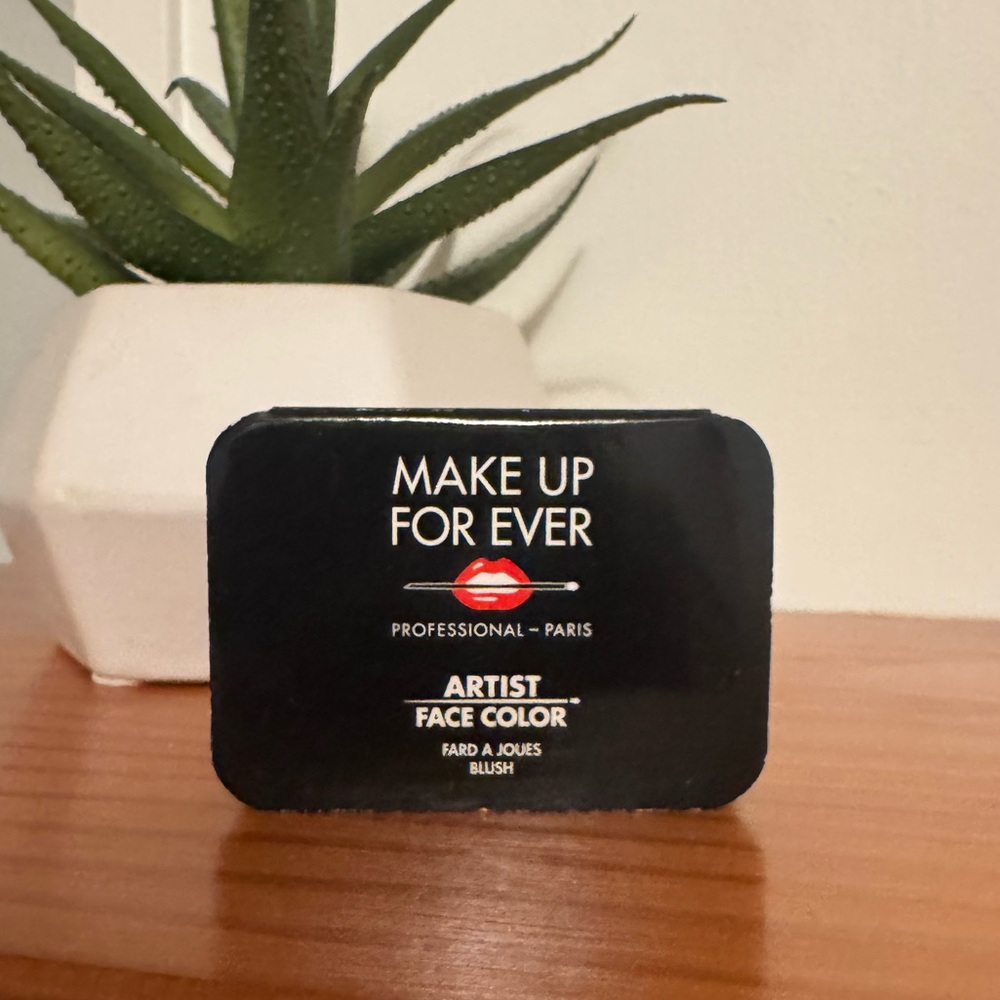 MAKE UP
FOR EVER
PROFESSIONAL – PARIS
ARTIST
FACE COLOR
FARD A JOUES
BLUSH